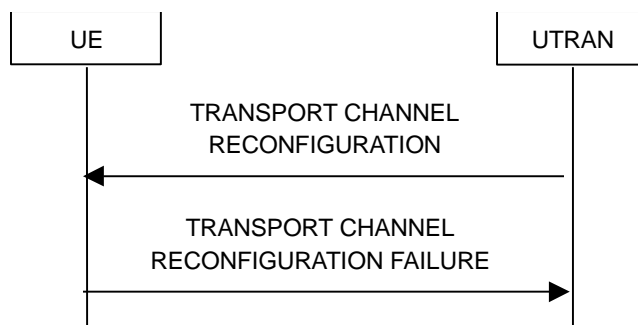 UE
UTRAN
TRANSPORT CHANNEL
RECONFIGURATION
TRANSPORT CHANNEL
RECONFIGURATION FAILURE